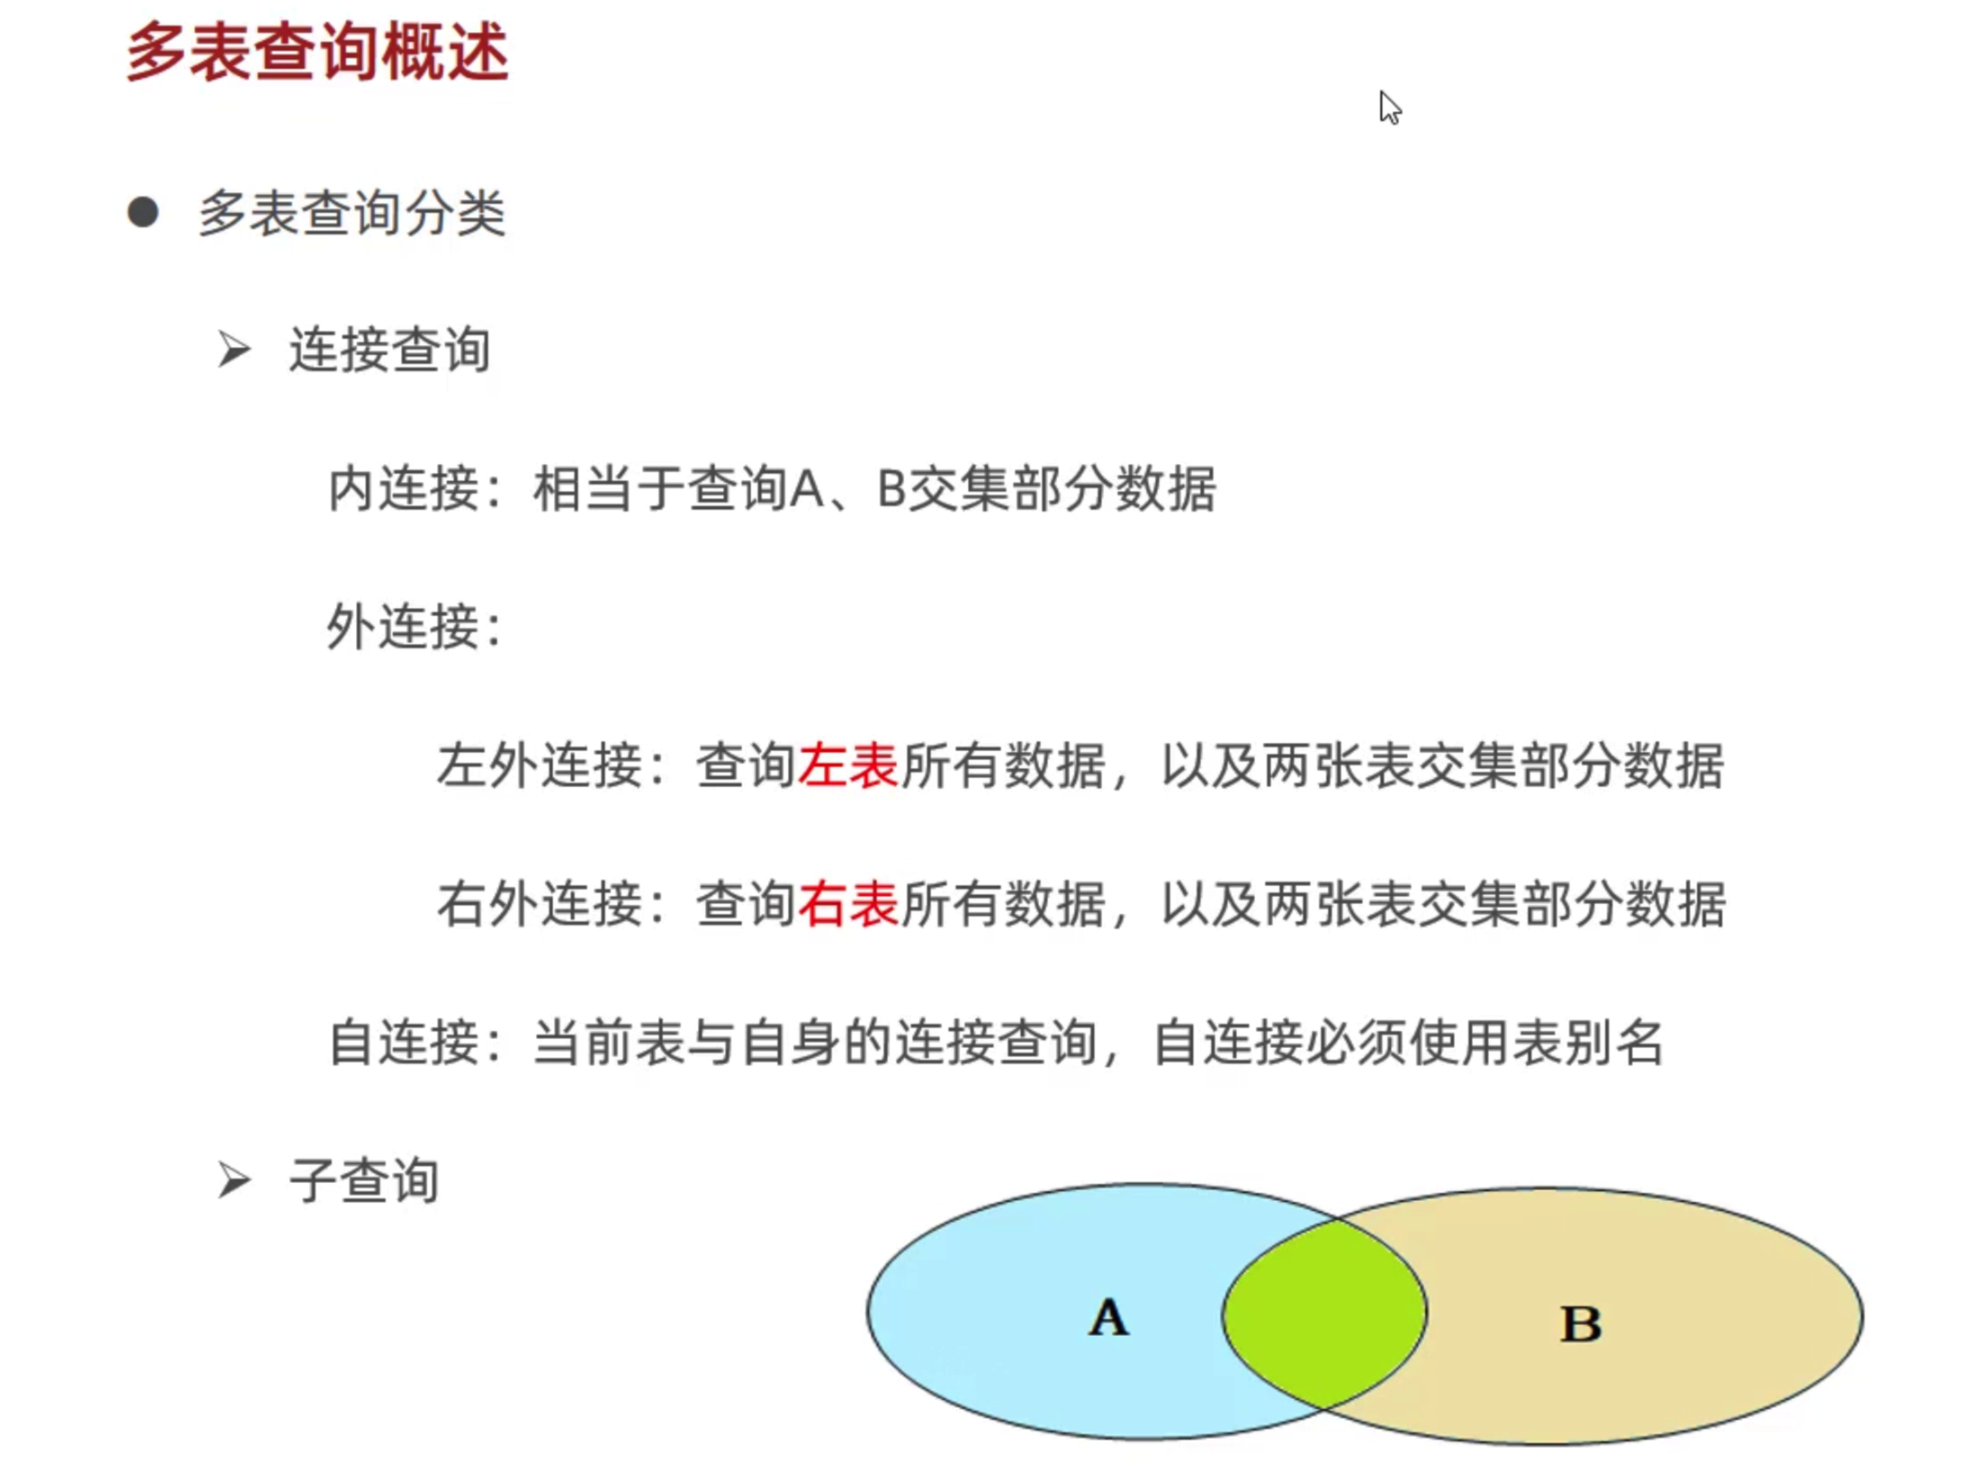 多表查询概述
多表查询分类
连接查询
内连接：相当于查询A、B交集部分数据
外连接：
左外连接：查询左表所有数据，以及两张表交集部分数据
右外连接：查询右表所有数据，以及两张表交集部分数据
自连接：当前表与自身的连接查询，自连接必须使用表别名
子查询
A
B